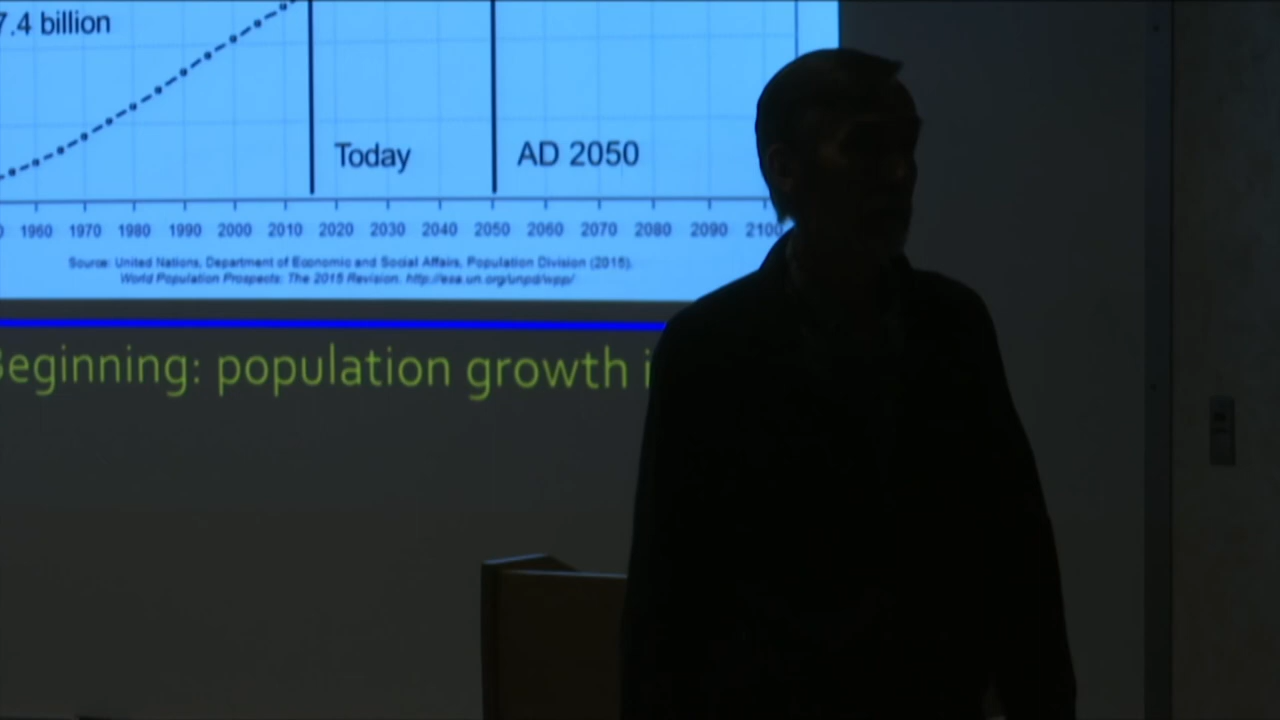 7.4 billion
Today
AD 2050
1960 1970 1980 1990 2000 2010 2020 2030 2040 2050 2060 2070 2080 2090 2100
Source: United Nations, Department of Economic and Social Affairs, Population Division (2015).
World Population Prospects: The 2015 Revision. http://esa.un.org/unpd/wpp/
Beginning: population growth i